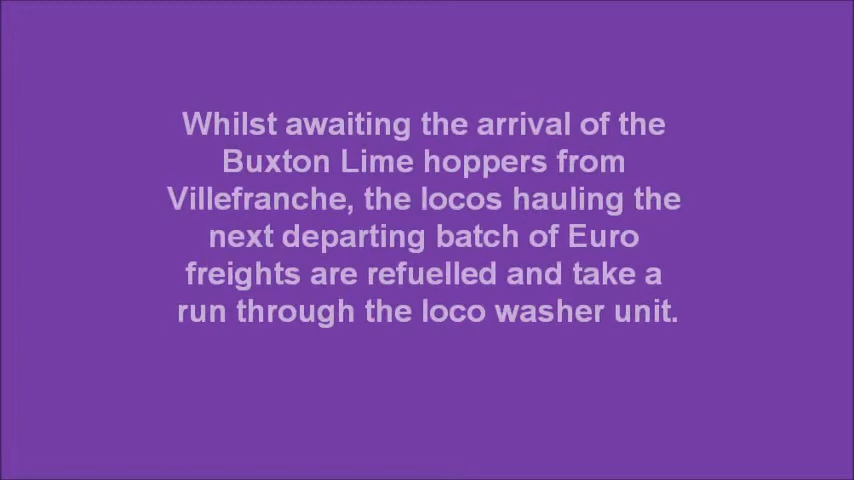 Whilst awaiting the arrival of the
Buxton Lime hoppers from
Villefranche, the locos hauling the
next departing batch of Euro
freights are refuelled and take a
run through the loco washer unit.